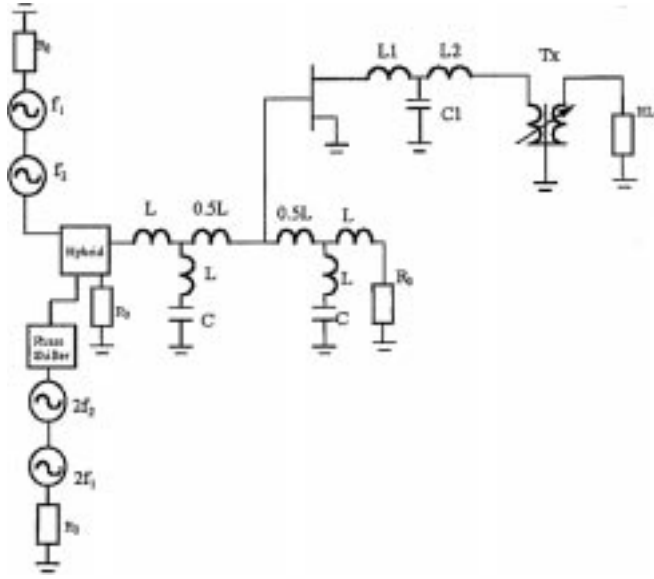 R₀
f₁
f₂
L1
L2
Tx
C1
RL
L
0.5L
0.5L
L
Hybrid
L
C
R₀
L
C
R₀
Phase
Shifter
2f₂
2f₁
R₀